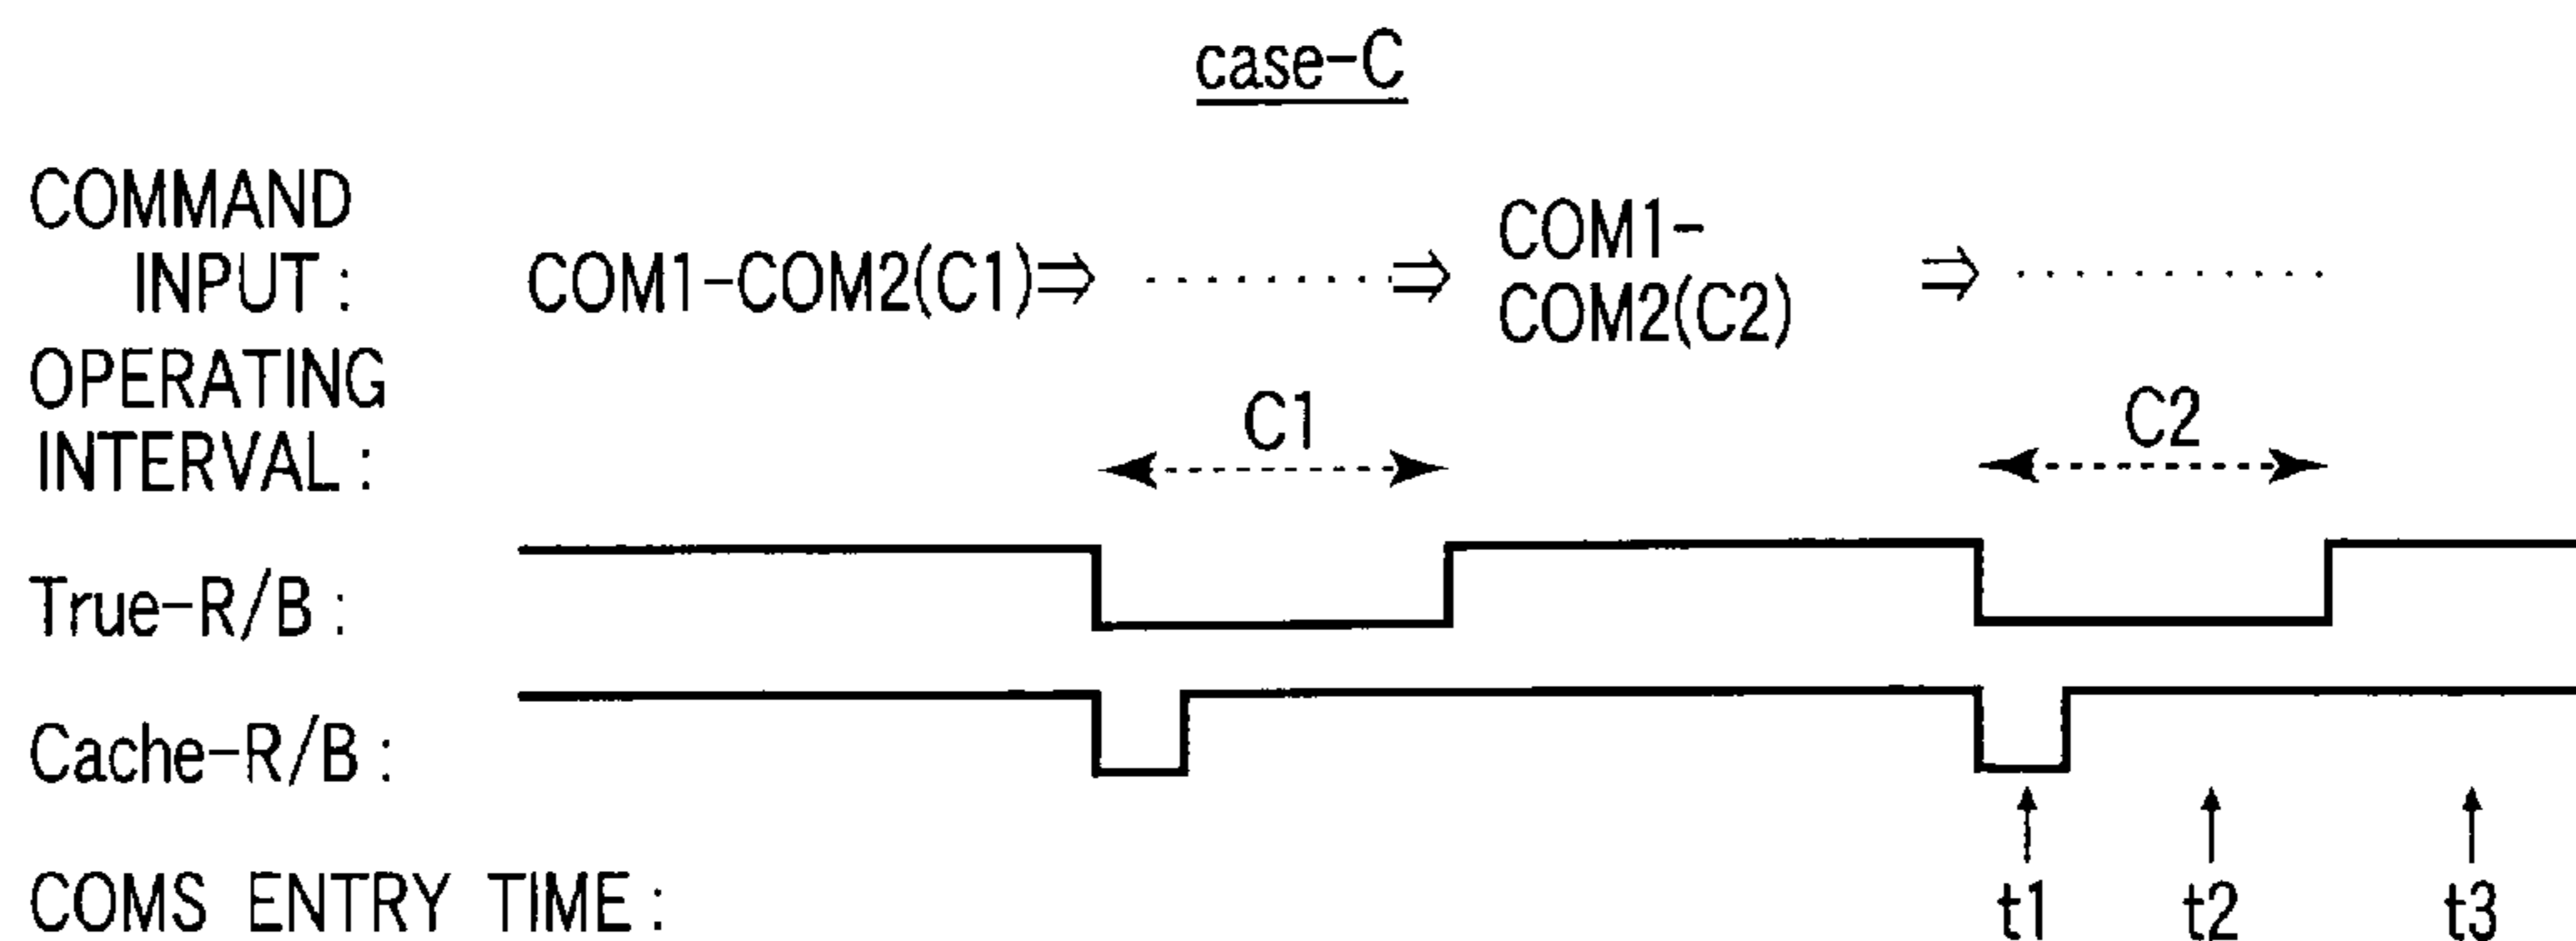 case-C
COMMAND
INPUT : COM1-COM2(C1)⇒ ········⇒ COM1-
COM2(C2) ⇒ ···········
OPERATING
INTERVAL : C1 C2
True-R/B :
Cache-R/B :
COMS ENTRY TIME : t1 t2 t3